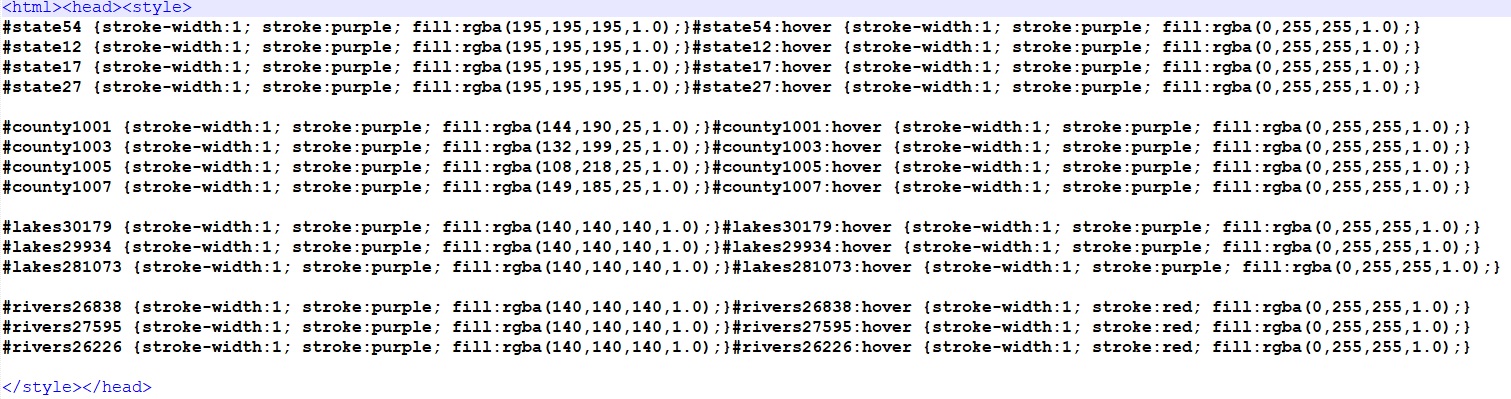 <html><head><style>
#state54 {stroke-width:1; stroke:purple; fill:rgba(195,195,195,1.0);}#state54:hover {stroke-width:1; stroke:purple; fill:rgba(0,255,255,1.0);}
#state12 {stroke-width:1; stroke:purple; fill:rgba(195,195,195,1.0);}#state12:hover {stroke-width:1; stroke:purple; fill:rgba(0,255,255,1.0);}
#state17 {stroke-width:1; stroke:purple; fill:rgba(195,195,195,1.0);}#state17:hover {stroke-width:1; stroke:purple; fill:rgba(0,255,255,1.0);}
#state27 {stroke-width:1; stroke:purple; fill:rgba(195,195,195,1.0);}#state27:hover {stroke-width:1; stroke:purple; fill:rgba(0,255,255,1.0);}
#county1001 {stroke-width:1; stroke:purple; fill:rgba(144,190,25,1.0);}#county1001:hover {stroke-width:1; stroke:purple; fill:rgba(0,255,255,1.0);}
#county1003 {stroke-width:1; stroke:purple; fill:rgba(132,199,25,1.0);}#county1003:hover {stroke-width:1; stroke:purple; fill:rgba(0,255,255,1.0);}
#county1005 {stroke-width:1; stroke:purple; fill:rgba(108,218,25,1.0);}#county1005:hover {stroke-width:1; stroke:purple; fill:rgba(0,255,255,1.0);}
#county1007 {stroke-width:1; stroke:purple; fill:rgba(149,185,25,1.0);}#county1007:hover {stroke-width:1; stroke:purple; fill:rgba(0,255,255,1.0);}
#lakes30179 {stroke-width:1; stroke:purple; fill:rgba(140,140,140,1.0);}#lakes30179:hover {stroke-width:1; stroke:purple; fill:rgba(0,255,255,1.0);}
#lakes29934 {stroke-width:1; stroke:purple; fill:rgba(140,140,140,1.0);}#lakes29934:hover {stroke-width:1; stroke:purple; fill:rgba(0,255,255,1.0);}
#lakes281073 {stroke-width:1; stroke:purple; fill:rgba(140,140,140,1.0);}#lakes281073:hover {stroke-width:1; stroke:purple; fill:rgba(0,255,255,1.0);}
#rivers26838 {stroke-width:1; stroke:purple; fill:rgba(140,140,140,1.0);}#rivers26838:hover {stroke-width:1; stroke:red; fill:rgba(0,255,255,1.0);}
#rivers27595 {stroke-width:1; stroke:purple; fill:rgba(140,140,140,1.0);}#rivers27595:hover {stroke-width:1; stroke:red; fill:rgba(0,255,255,1.0);}
#rivers26226 {stroke-width:1; stroke:purple; fill:rgba(140,140,140,1.0);}#rivers26226:hover {stroke-width:1; stroke:red; fill:rgba(0,255,255,1.0);}
</style></head>